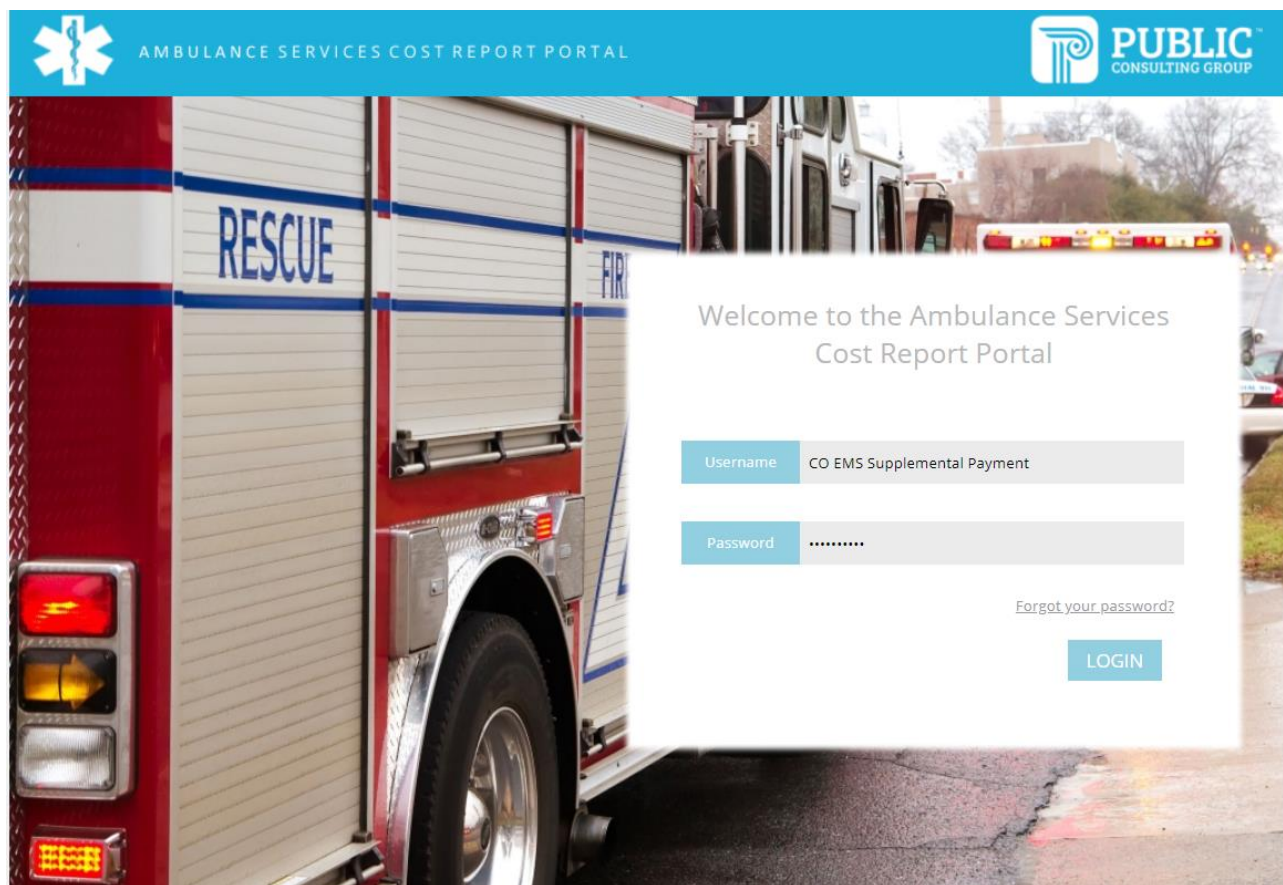 AMBULANCE SERVICES COST REPORT PORTAL
PUBLIC™
CONSULTING GROUP
RESCUE
FIR
Welcome to the Ambulance Services
Cost Report Portal
Username CO EMS Supplemental Payment
Password ••••••••••
Forgot your password?
LOGIN